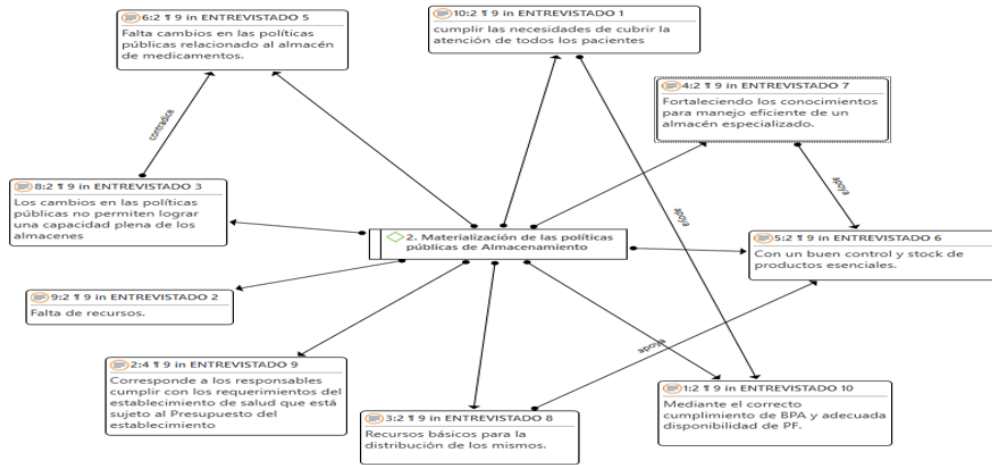 6:2 ¶ 9 in ENTREVISTADO 5
Falta cambios en las políticas
públicas relacionado al almacén
de medicamentos.
10:2 ¶ 9 in ENTREVISTADO 1
cumplir las necesidades de cubrir la
atención de todos los pacientes
4:2 ¶ 9 in ENTREVISTADO 7
Fortaleciendo los conocimientos
para manejo eficiente de un
almacén especializado.
contradice
8:2 ¶ 9 in ENTREVISTADO 3
Los cambios en las políticas
públicas no permiten lograr
una capacidad plena de los
almacenes
apoya
apoya
2. Materialización de las políticas
públicas de Almacenamiento
5:2 ¶ 9 in ENTREVISTADO 6
Con un buen control y stock de
productos esenciales.
9:2 ¶ 9 in ENTREVISTADO 2
Falta de recursos.
apoya
2:4 ¶ 9 in ENTREVISTADO 9
Corresponde a los responsables
cumplir con los requerimientos del
establecimiento de salud que está
sujeto al Presupuesto del
establecimiento
3:2 ¶ 9 in ENTREVISTADO 8
Recursos básicos para la
distribución de los mismos.
1:2 ¶ 9 in ENTREVISTADO 10
Mediante el correcto
cumplimiento de BPA y adecuada
disponibilidad de PF.